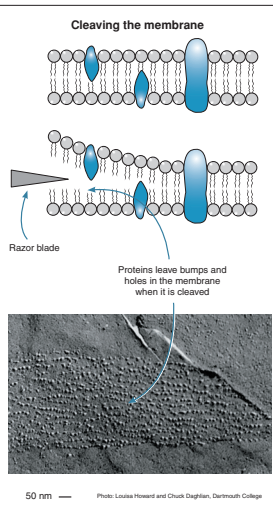 Cleaving the membrane
Razor blade
Proteins leave bumps and
holes in the membrane
when it is cleaved
50 nm
Photo: Louisa Howard and Chuck Daghlian, Dartmouth College